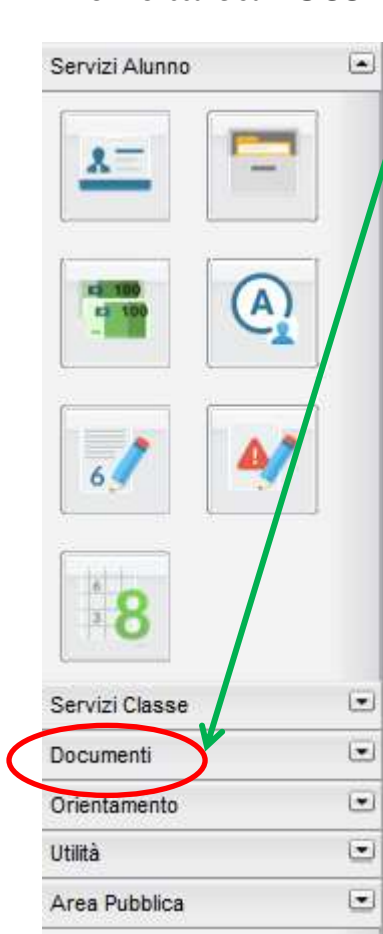 Servizi Alunno
100
100
A
6
6
3
8
Servizi Classe
Documenti
Orientamento
Utilità
Area Pubblica